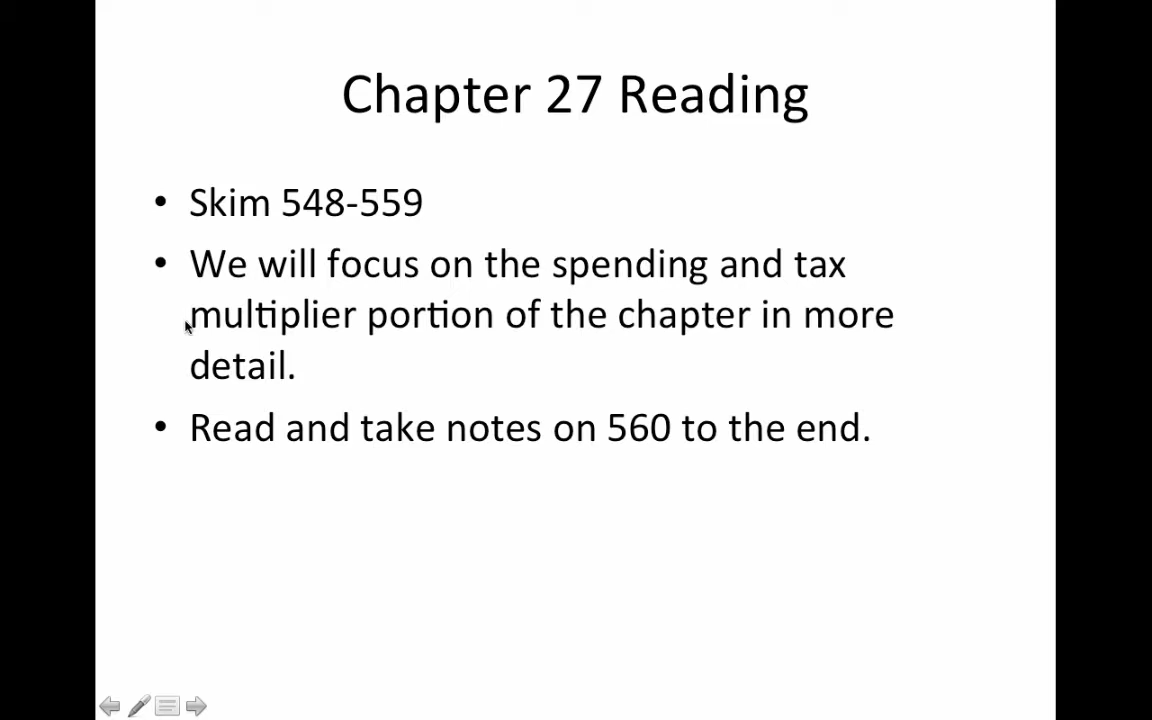 Chapter 27 Reading
• Skim 548-559
• We will focus on the spending and tax
multiplier portion of the chapter in more
detail.
• Read and take notes on 560 to the end.